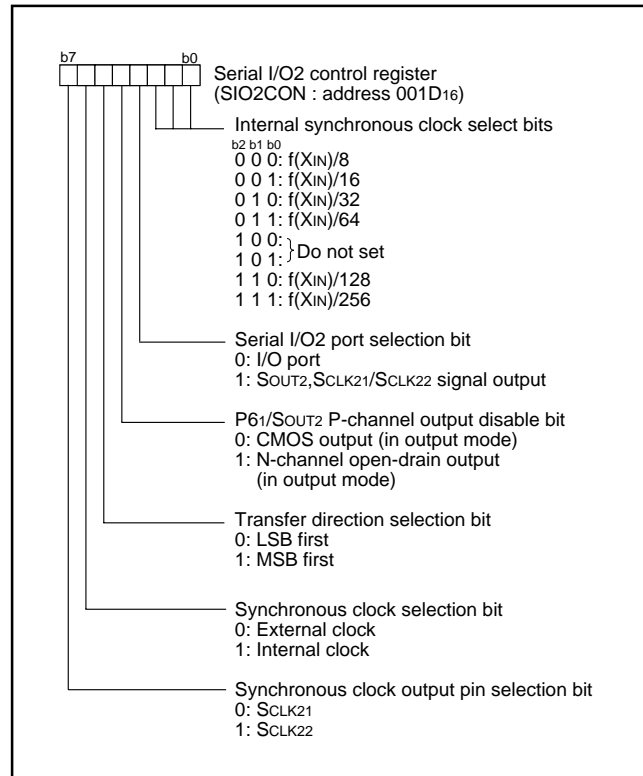 b7 b0
Serial I/O2 control register
(SIO2CON : address 001D16)
Internal synchronous clock select bits
b2 b1 b0
0 0 0: f(XIN)/8
0 0 1: f(XIN)/16
0 1 0: f(XIN)/32
0 1 1: f(XIN)/64
1 0 0:
1 0 1:
Do not set
1 1 0: f(XIN)/128
1 1 1: f(XIN)/256
Serial I/O2 port selection bit
0: I/O port
1: SOUT2,SCLK21/SCLK22 signal output
P61/SOUT2 P-channel output disable bit
0: CMOS output (in output mode)
1: N-channel open-drain output
(in output mode)
Transfer direction selection bit
0: LSB first
1: MSB first
Synchronous clock selection bit
0: External clock
1: Internal clock
Synchronous clock output pin selection bit
0: SCLK21
1: SCLK22